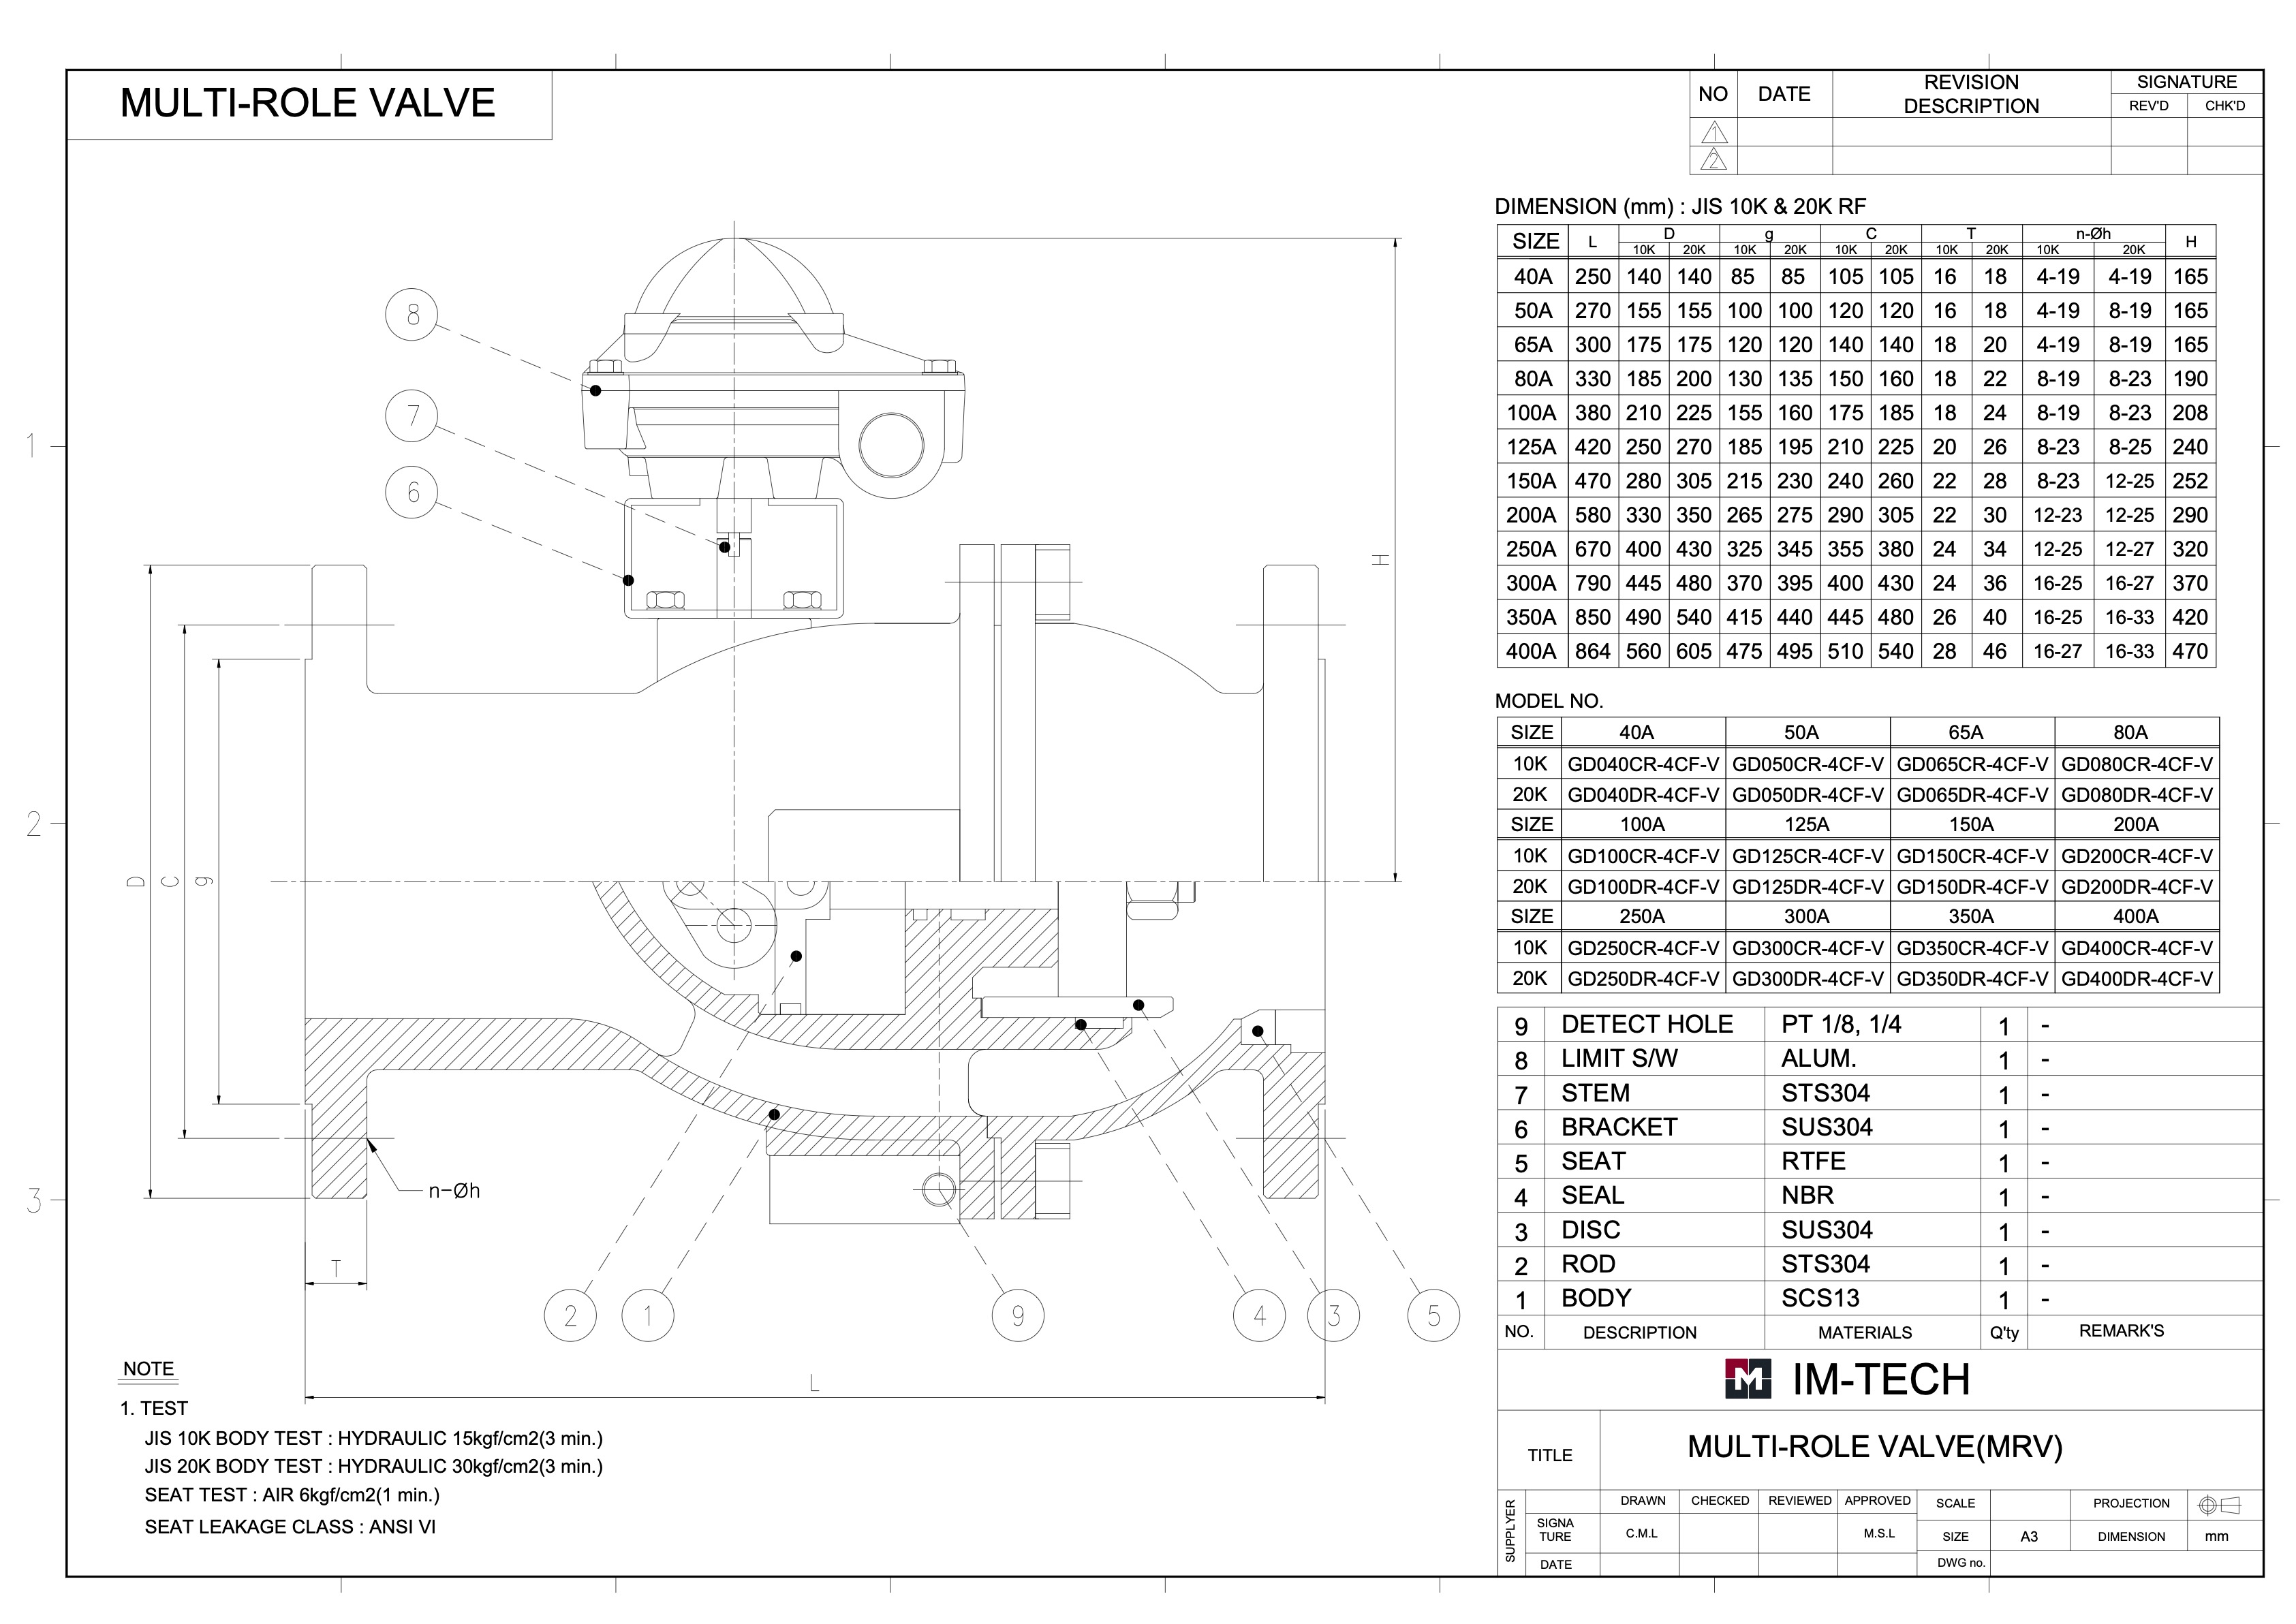 MULTI-ROLE VALVE
NO DATE REVISION DESCRIPTION SIGNATURE
REV'D CHK'D
1
2
DIMENSION (mm) : JIS 10K & 20K RF
SIZE L D g C T n-Øh H
10K 20K 10K 20K 10K 20K 10K 20K 10K 20K
40A 250 140 140 85 85 105 105 16 18 4-19 4-19 165
50A 270 155 155 100 100 120 120 16 18 4-19 8-19 165
65A 300 175 175 120 120 140 140 18 20 4-19 8-19 165
80A 330 185 200 130 135 150 160 18 22 8-19 8-23 190
100A 380 210 225 155 160 175 185 18 24 8-19 8-23 208
125A 420 250 270 185 195 210 225 20 26 8-23 8-25 240
150A 470 280 305 215 230 240 260 22 28 8-23 12-25 252
200A 580 330 350 265 275 290 305 22 30 12-23 12-25 290
250A 670 400 430 325 345 355 380 24 34 12-25 12-27 320
300A 790 445 480 370 395 400 430 24 36 16-25 16-27 370
350A 850 490 540 415 440 445 480 26 40 16-25 16-33 420
400A 864 560 605 475 495 510 540 28 46 16-27 16-33 470
MODEL NO.
SIZE 40A 50A 65A 80A
10K GD040CR-4CF-V GD050CR-4CF-V GD065CR-4CF-V GD080CR-4CF-V
20K GD040DR-4CF-V GD050DR-4CF-V GD065DR-4CF-V GD080DR-4CF-V
SIZE 100A 125A 150A 200A
10K GD100CR-4CF-V GD125CR-4CF-V GD150CR-4CF-V GD200CR-4CF-V
20K GD100DR-4CF-V GD125DR-4CF-V GD150DR-4CF-V GD200DR-4CF-V
SIZE 250A 300A 350A 400A
10K GD250CR-4CF-V GD300CR-4CF-V GD350CR-4CF-V GD400CR-4CF-V
20K GD250DR-4CF-V GD300DR-4CF-V GD350DR-4CF-V GD400DR-4CF-V
9 DETECT HOLE PT 1/8, 1/4 1 -
8 LIMIT S/W ALUM. 1 -
7 STEM STS304 1 -
6 BRACKET SUS304 1 -
5 SEAT RTFE 1 -
4 SEAL NBR 1 -
3 DISC SUS304 1 -
2 ROD STS304 1 -
1 BODY SCS13 1 -
NO. DESCRIPTION MATERIALS Q'ty REMARK'S
M IM-TECH
TITLE MULTI-ROLE VALVE(MRV)
SUPPLYER
DRAWN CHECKED REVIEWED APPROVED SCALE PROJECTION
SIGNA
TURE C.M.L M.S.L SIZE A3 DIMENSION mm
DATE DWG no.
8
7
6
H
1
2
3
D C g
n-Øh
T
2 1 9 4 3 5
L
NOTE
1. TEST
JIS 10K BODY TEST : HYDRAULIC 15kgf/cm2(3 min.)
JIS 20K BODY TEST : HYDRAULIC 30kgf/cm2(3 min.)
SEAT TEST : AIR 6kgf/cm2(1 min.)
SEAT LEAKAGE CLASS : ANSI VI